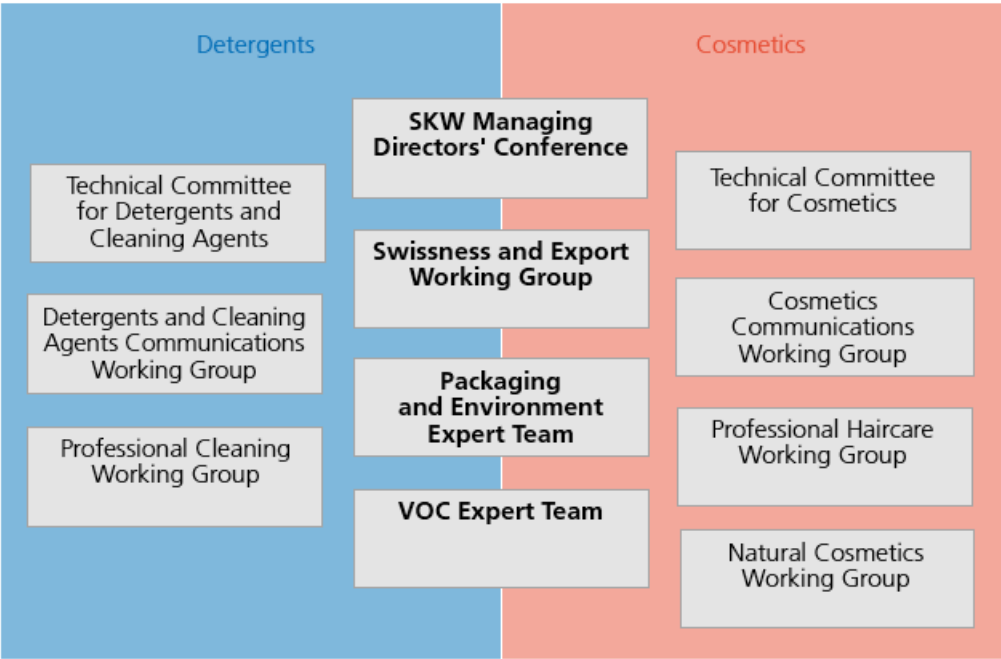 Detergents
Cosmetics
SKW Managing
Directors' Conference
Technical Committee
for Detergents and
Cleaning Agents
Technical Committee
for Cosmetics
Swissness and Export
Working Group
Detergents and Cleaning
Agents Communications
Working Group
Cosmetics
Communications
Working Group
Packaging
and Environment
Expert Team
Professional Cleaning
Working Group
Professional Haircare
Working Group
VOC Expert Team
Natural Cosmetics
Working Group